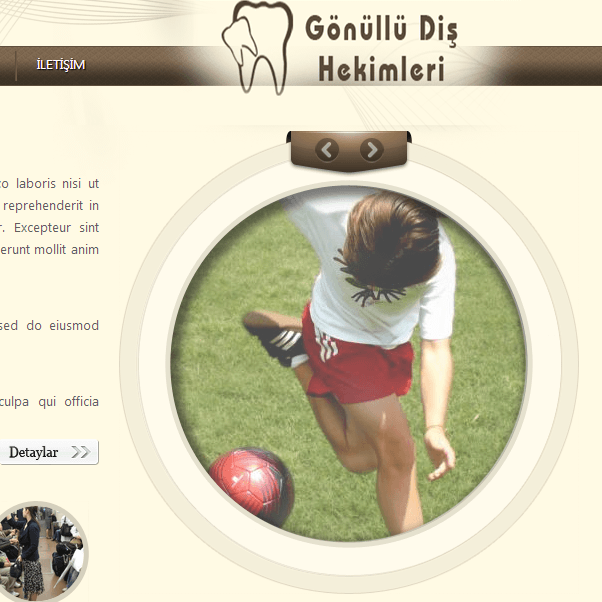 Gönüllü Diş
Hekimleri
İLETİŞİM
laboris nisi ut
reprehenderit in
Excepteur sint
mollit anim
sed do eiusmod
culpa qui officia
Detaylar